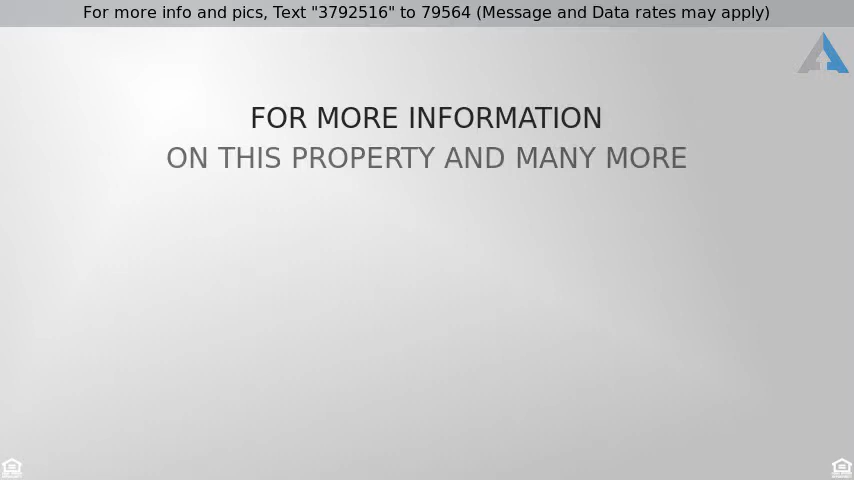 For more info and pics, Text "3792516" to 79564 (Message and Data rates may apply)
FOR MORE INFORMATION
ON THIS PROPERTY AND MANY MORE